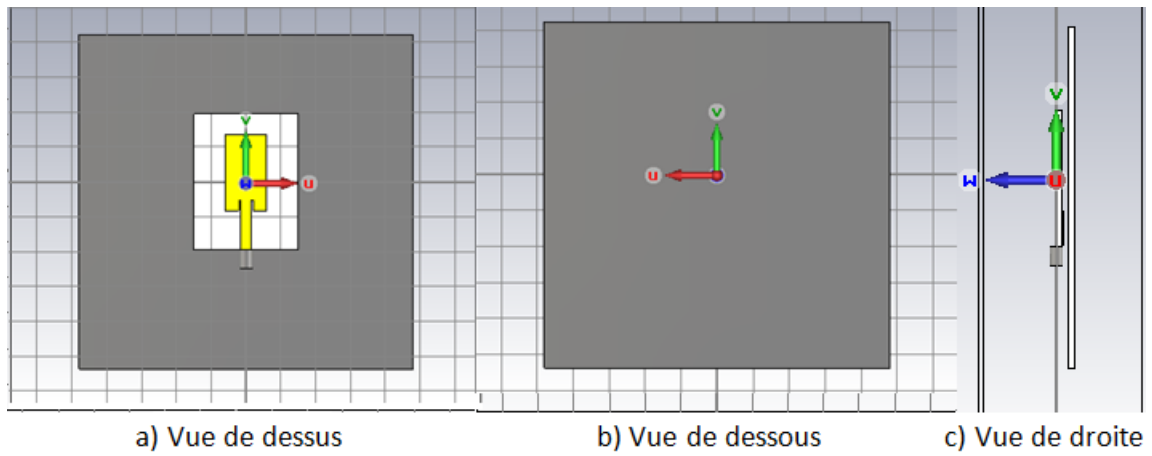 v
w
u
a) Vue de dessus
v
u
b) Vue de dessous
v
w
u
c) Vue de droite